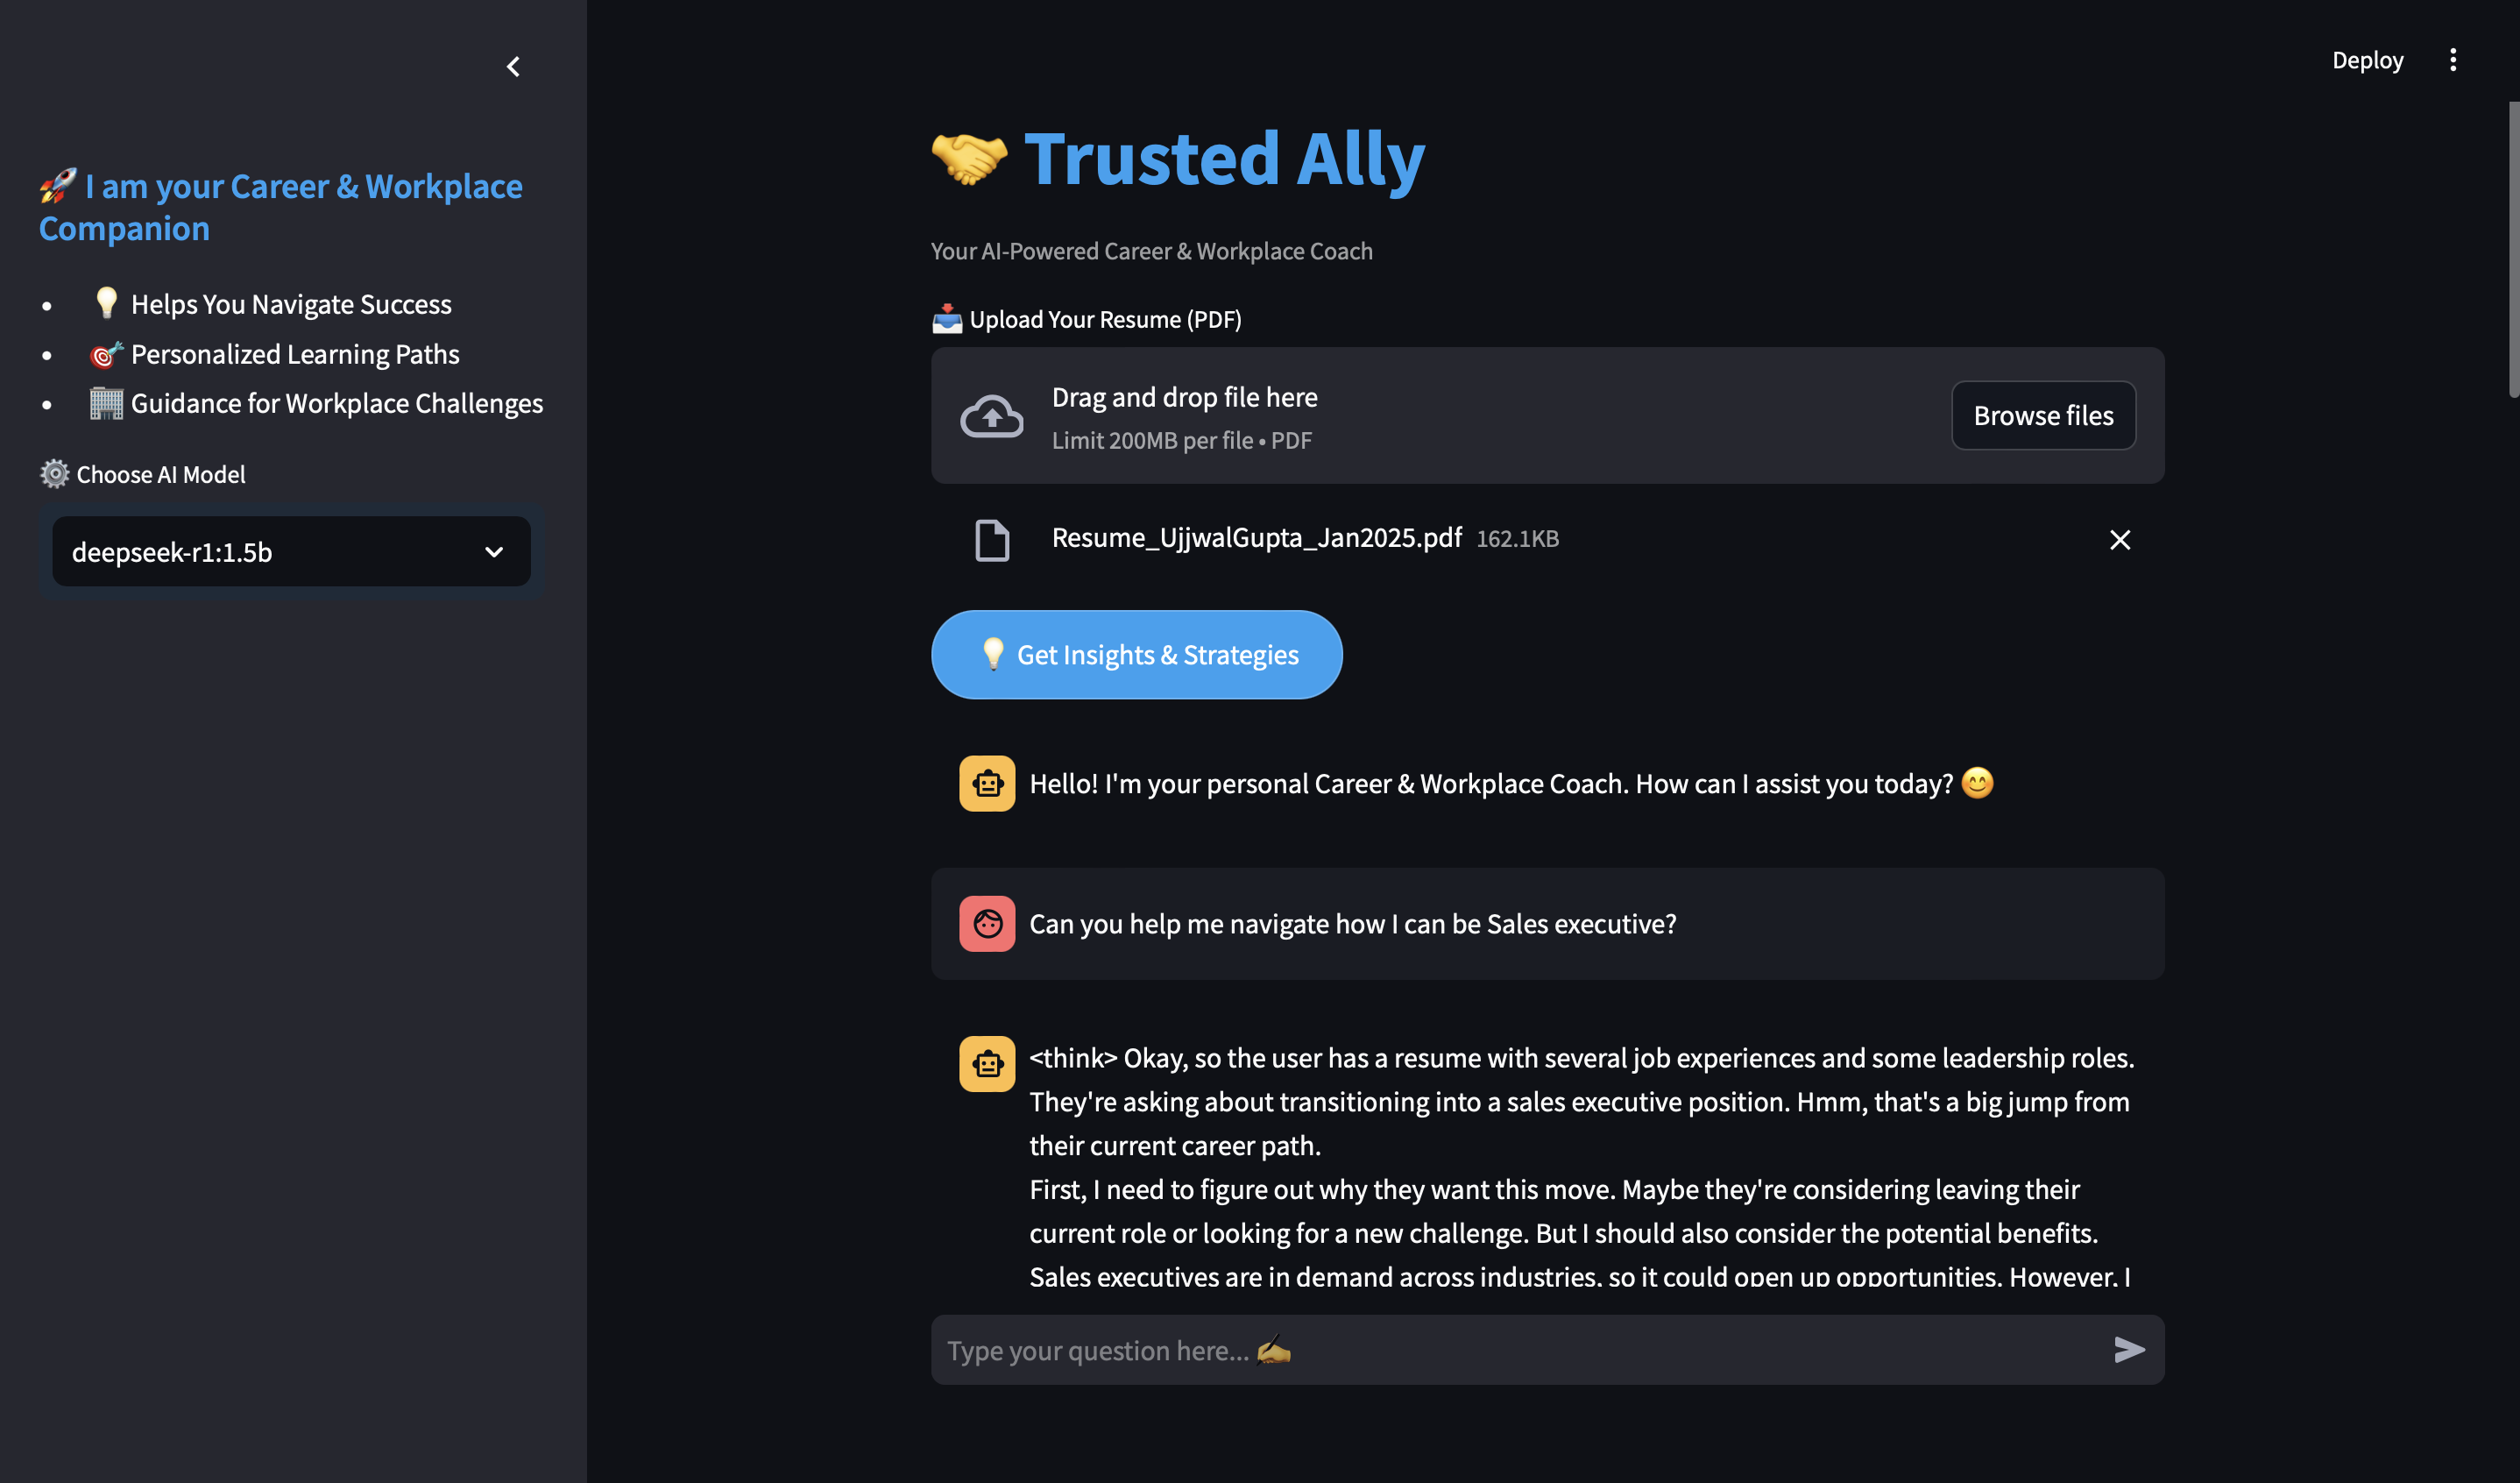 Deploy
🚀 I am your Career & Workplace
Companion
• 💡 Helps You Navigate Success
• 🎯 Personalized Learning Paths
• 🏢 Guidance for Workplace Challenges
⚙️ Choose AI Model
deepseek-r1:1.5b
🤝 Trusted Ally
Your AI-Powered Career & Workplace Coach
📥 Upload Your Resume (PDF)
Drag and drop file here
Limit 200MB per file • PDF
Browse files
Resume_UjjwalGupta_Jan2025.pdf 162.1KB
💡 Get Insights & Strategies
Hello! I'm your personal Career & Workplace Coach. How can I assist you today? 😊
Can you help me navigate how I can be Sales executive?
<think> Okay, so the user has a resume with several job experiences and some leadership roles.
They're asking about transitioning into a sales executive position. Hmm, that's a big jump from
their current career path.
First, I need to figure out why they want this move. Maybe they're considering leaving their
current role or looking for a new challenge. But I should also consider the potential benefits.
Sales executives are in demand across industries, so it could open up opportunities. However, I
Type your question here... ✍️